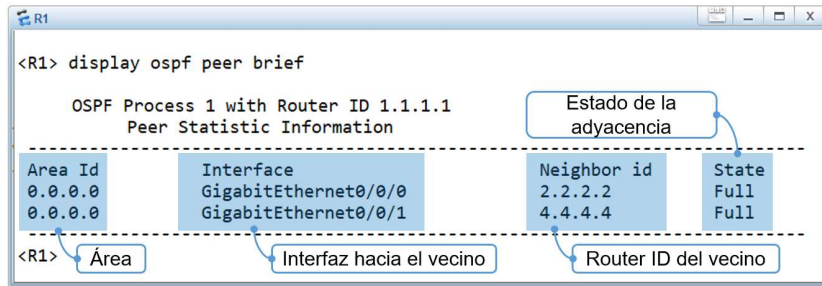 R1
<R1> display ospf peer brief
OSPF Process 1 with Router ID 1.1.1.1
Peer Statistic Information
Estado de la
adyacencia
----------------------------------------------------------------------------
Area Id Interface Neighbor id State
0.0.0.0 GigabitEthernet0/0/0 2.2.2.2 Full
0.0.0.0 GigabitEthernet0/0/1 4.4.4.4 Full
----------------------------------------------------------------------------
<R1> Área Interfaz hacia el vecino Router ID del vecino